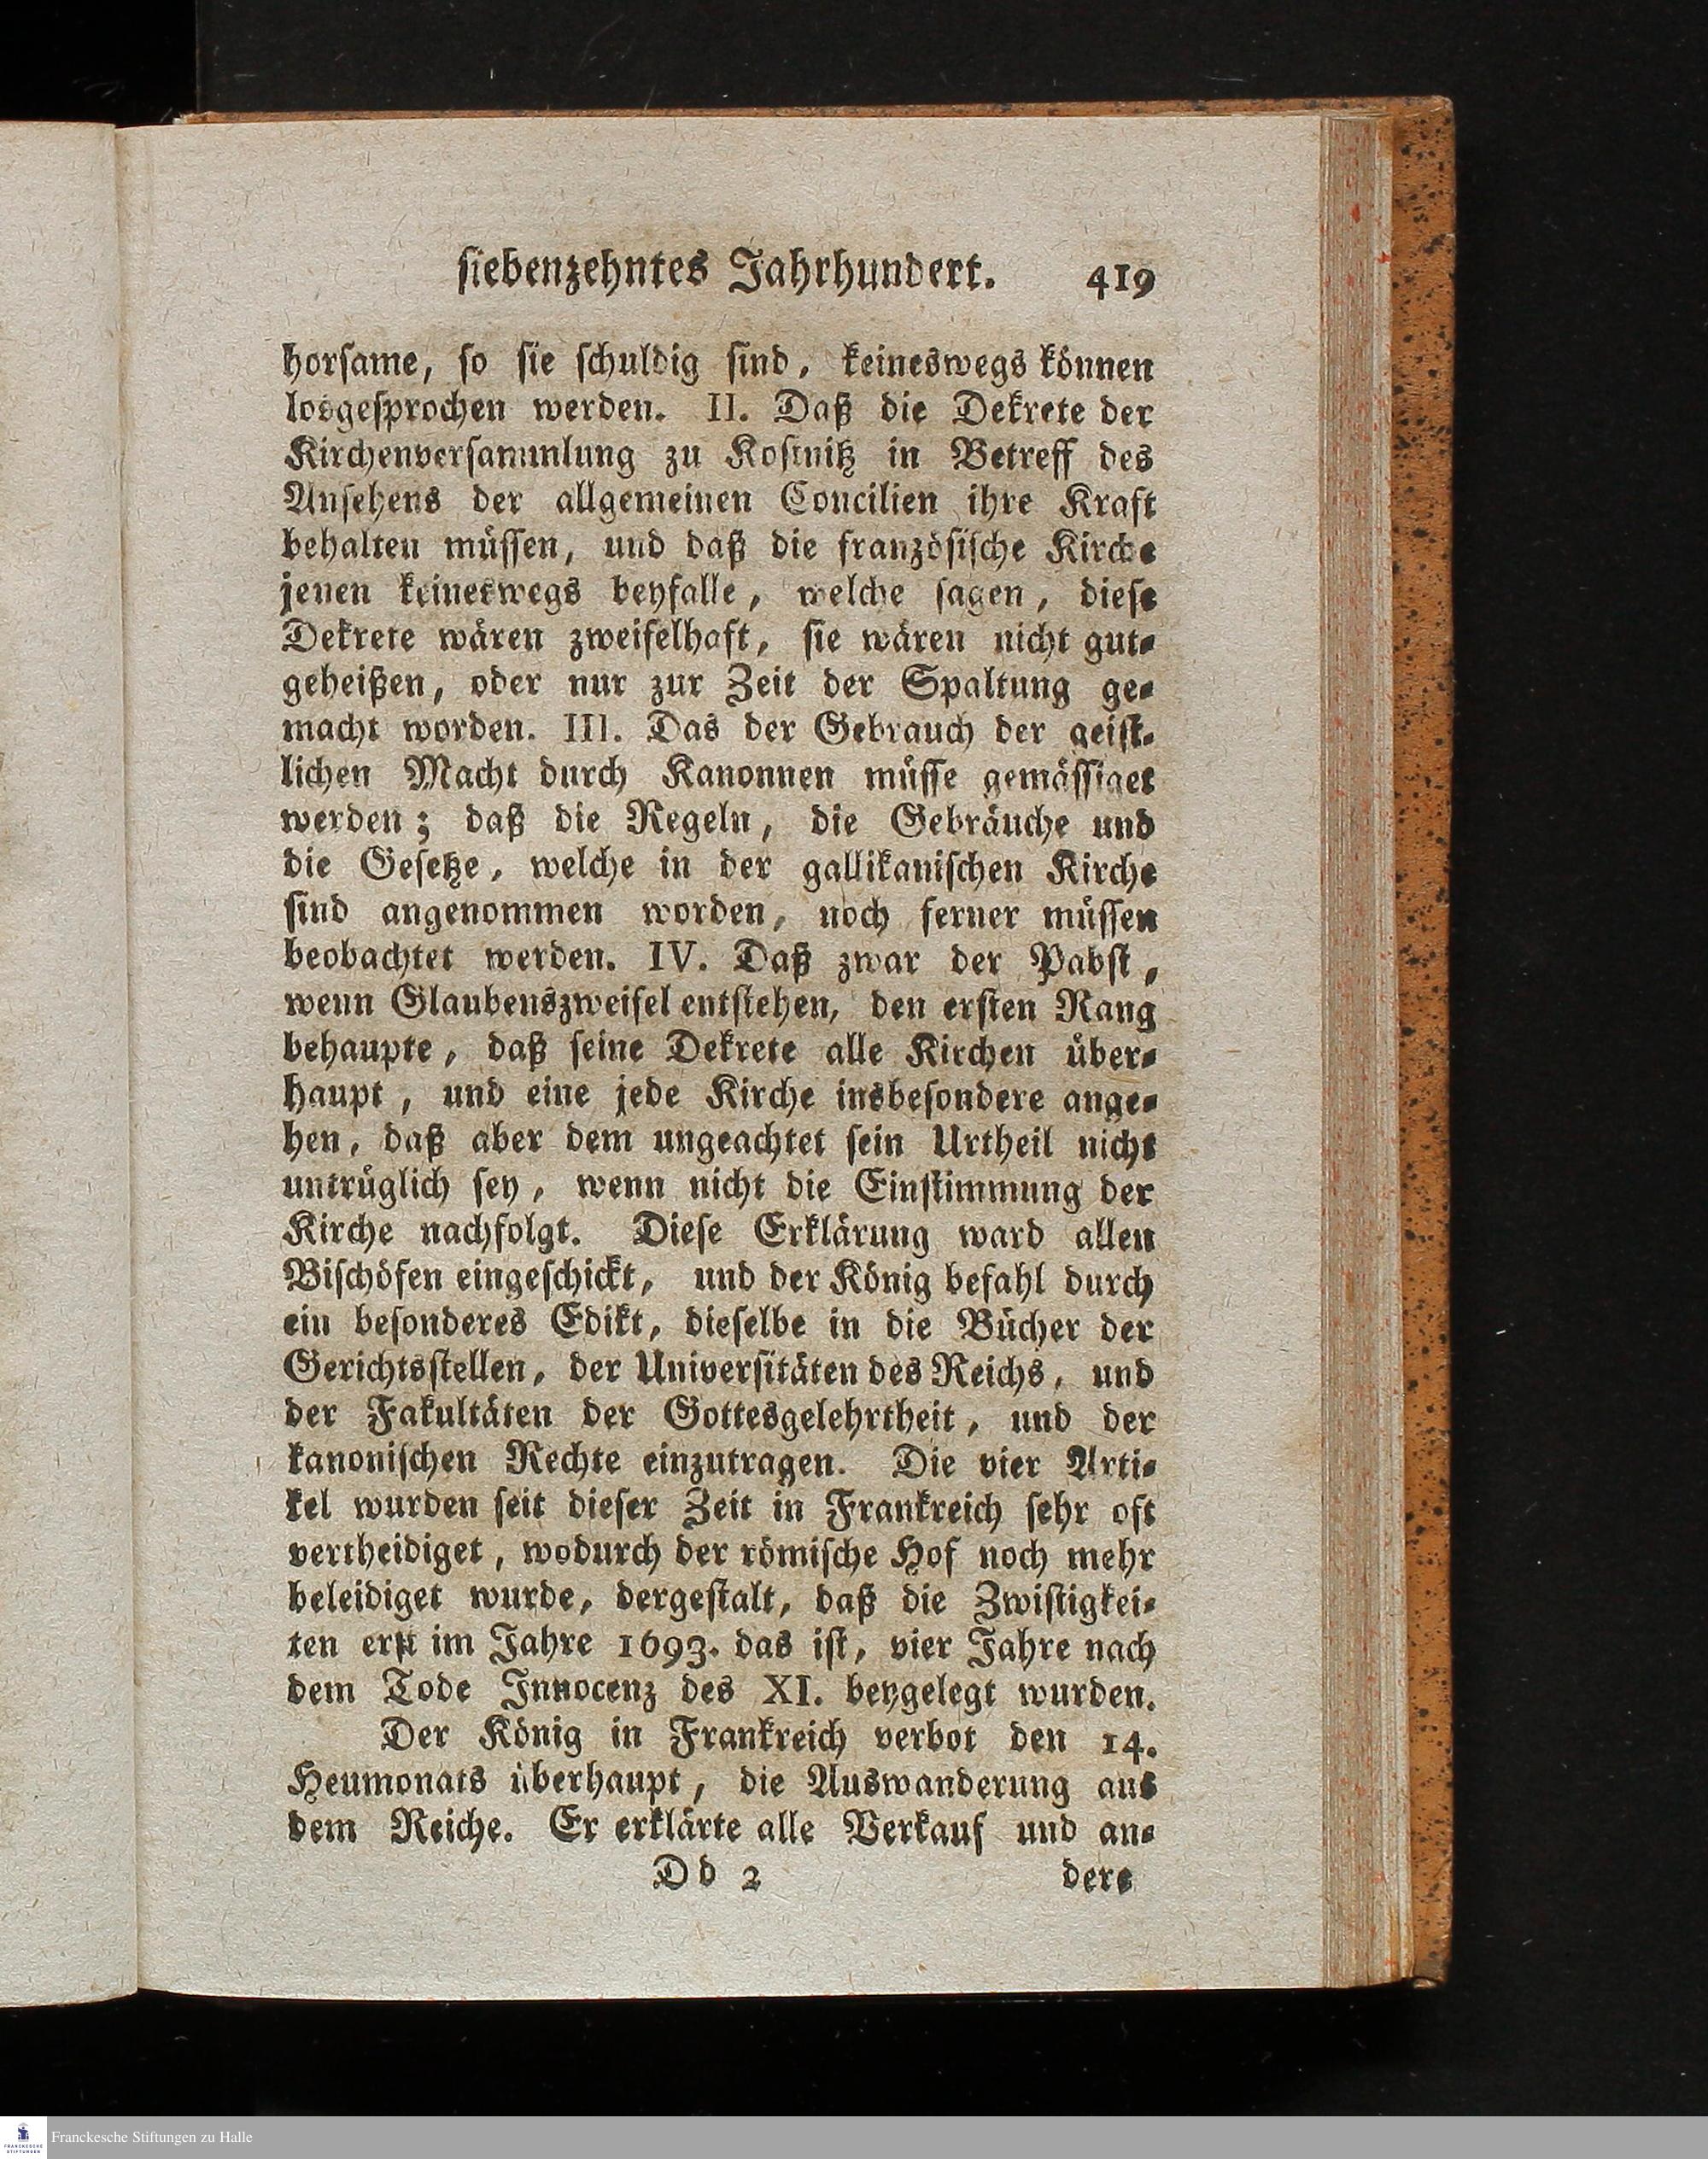 siebenzehntes Jahrhundert. 419
horsame, so sie schuldig sind, keineswegs können
losgesprochen werden. II. Daß die Dekrete der
Kirchenversammlung zu Kostnitz in Betreff des
Ansehens der allgemeinen Concilien ihre Kraft
behalten müssen, und daß die französische Kirche
jenen keineswegs beyfalle, welche sagen, diese
Dekrete wären zweifelhaft, sie wären nicht gut-
geheißen, oder nur zur Zeit der Spaltung ge-
macht worden. III. Das der Gebrauch der geist-
lichen Macht durch Kanonnen müsse gemässiget
werden; daß die Regeln, die Gebräuche und
die Gesetze, welche in der gallikanischen Kirche
sind angenommen worden, noch ferner müssen
beobachtet werden. IV. Daß zwar der Pabst,
wenn Glaubenszweifel entstehen, den ersten Rang
behaupte, daß seine Dekrete alle Kirchen über-
haupt, und eine jede Kirche insbesondere ange-
hen, daß aber dem ungeachtet sein Urtheil nicht
untrüglich sey, wenn nicht die Einstimmung der
Kirche nachfolgt. Diese Erklärung ward allen
Bischöfen eingeschickt, und der König befahl durch
ein besonderes Edikt, dieselbe in die Bücher der
Gerichtsstellen, der Universitäten des Reichs, und
der Fakultäten der Gottesgelehrtheit, und der
kanonischen Rechte einzutragen. Die vier Arti-
kel wurden seit dieser Zeit in Frankreich sehr oft
vertheidiget, wodurch der römische Hof noch mehr
beleidiget wurde, dergestalt, daß die Zwistigkei-
ten erst im Jahre 1693. das ist, vier Jahre nach
dem Tode Innocenz des XI. beygelegt wurden.
Der König in Frankreich verbot den 14.
Heumonats überhaupt, die Auswanderung aus
dem Reiche. Er erklärte alle Verkauf und an-
Dd 2 dere
FRANCKESCHE STIFTUNGEN
Franckesche Stiftungen zu Halle